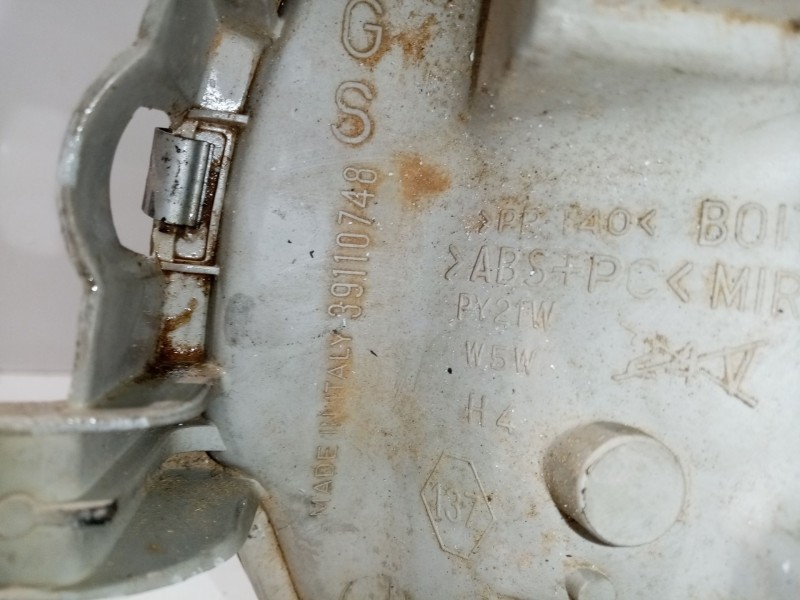 G
S
MADE IN ITALY 39110748
>PP T40< BOI
>ABS+PC< MIR
PY21W
W5W
H4
137